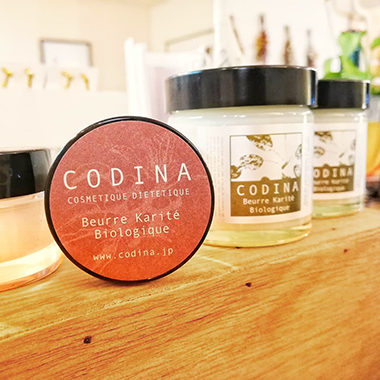 CODINA
COSMETIQUE DIETETIQUE
Beurre Karité
Biologique
www.codina.jp
CODINA
Beurre Karité
Biologique
CODINA
Beurre Karité
Biologique